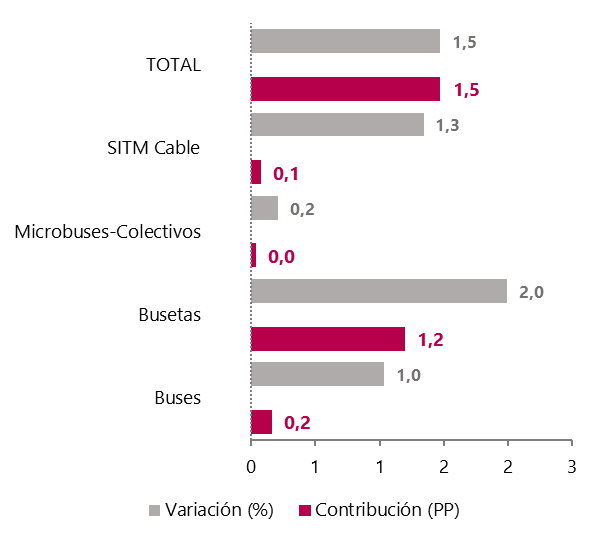 TOTAL
1,5
1,5
SITM Cable
1,3
0,1
Microbuses-Colectivos
0,2
0,0
Busetas
2,0
1,2
Buses
1,0
0,2
0 1 1 2 2 3
Variación (%) Contribución (PP)